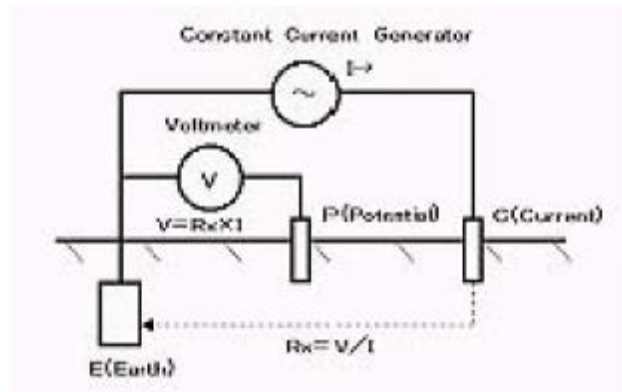 Constant Current Generator
I→
~
Voltmeter
V
V=Rx×I
P(Potential)
C(Current)
Rx=V/I
E(Earth)